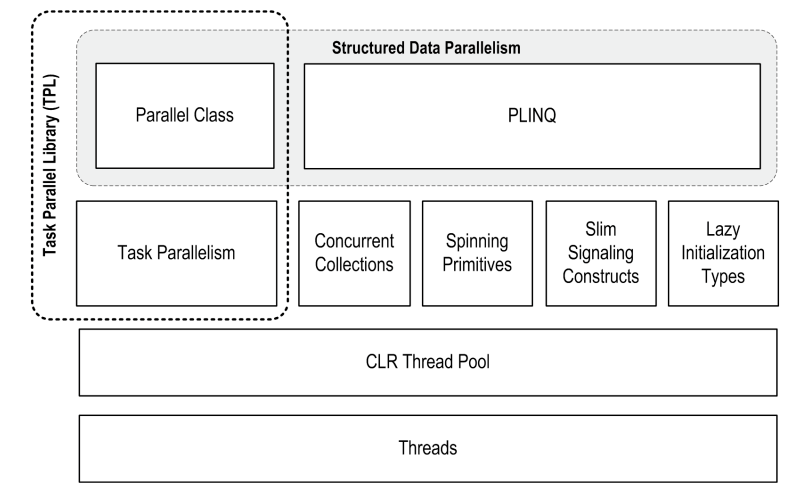 Structured Data Parallelism
Task Parallel Library (TPL)
Parallel Class
PLINQ
Task Parallelism
Concurrent
Collections
Spinning
Primitives
Slim
Signaling
Constructs
Lazy
Initialization
Types
CLR Thread Pool
Threads